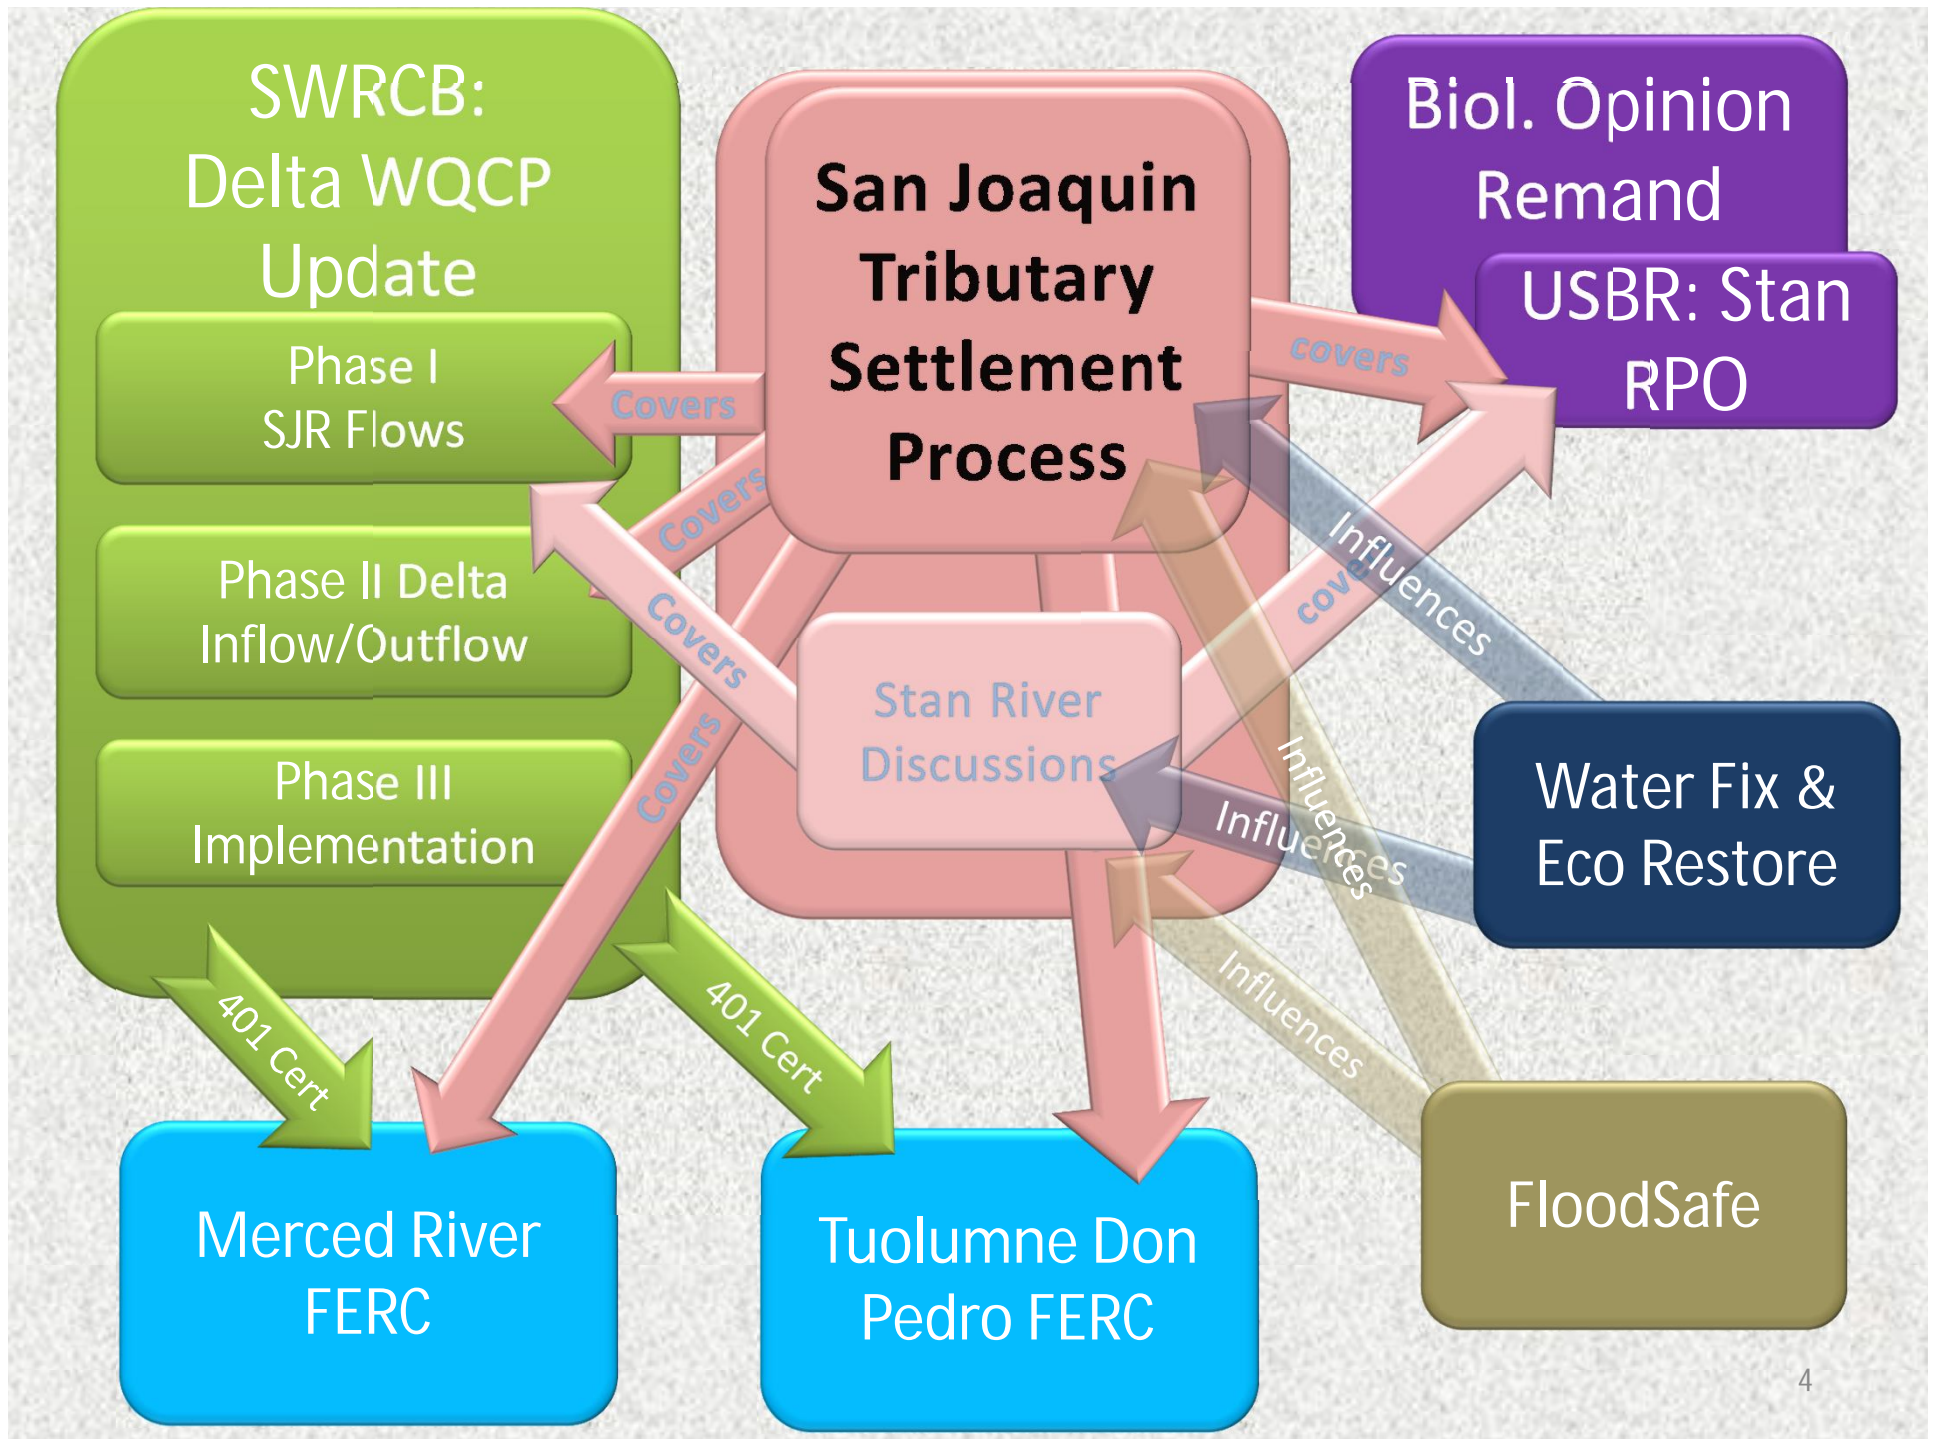 SWRCB:
Delta WQCP
Update
Phase I
SJR Flows
Phase II Delta
Inflow/Outflow
Phase III
Implementation
San Joaquin
Tributary
Settlement
Process
Stan River
Discussions
Biol. Opinion
Remand
USBR: Stan
RPO
Covers
Covers
Covers
Covers
covers
cove
Influences
Influences
Influences
Influences
Water Fix &
Eco Restore
FloodSafe
401 Cert
401 Cert
Merced River
FERC
Tuolumne Don
Pedro FERC
4